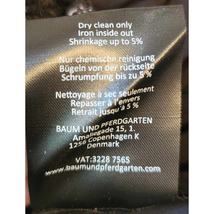 Dry clean only
Iron inside out
Shrinkage up to 5%
Nur chemische reinigung
Bügeln von der rückseite
Schrumpfung bis zu 5 %
Nettoyage à sec seulement
Repasser à l'envers
Retrait jusqu'à 5 %
BAUM UND PFERDGARTEN
Amaliegade 15, 1.
1256 Copenhagen K
Denmark
VAT:3228 7565
www.baumundpferdgarten.com